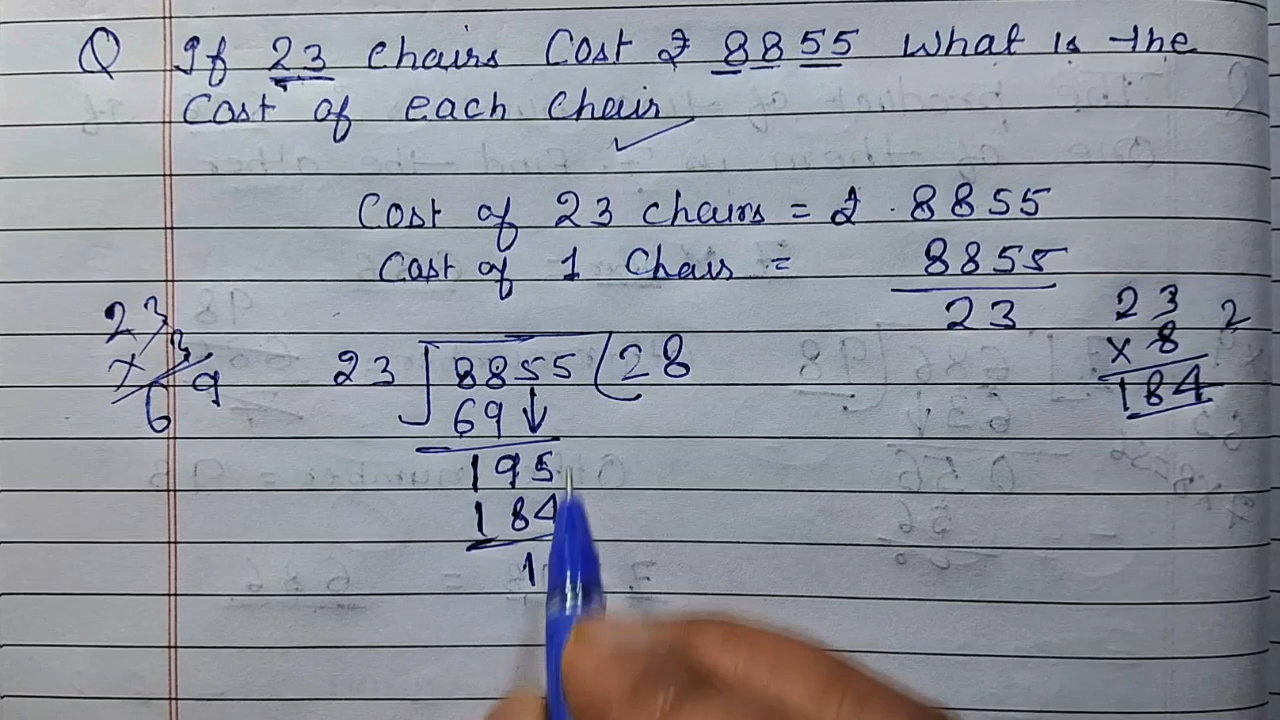 Q If 23 chairs cost ₹ 8855 what is the
cost of each chair
cost of 23 chairs = ₹ 8855
cost of 1 chair = 8855
23
23
× 3
69
23 8855 28
69
195
184
1
23 2
× 8
184